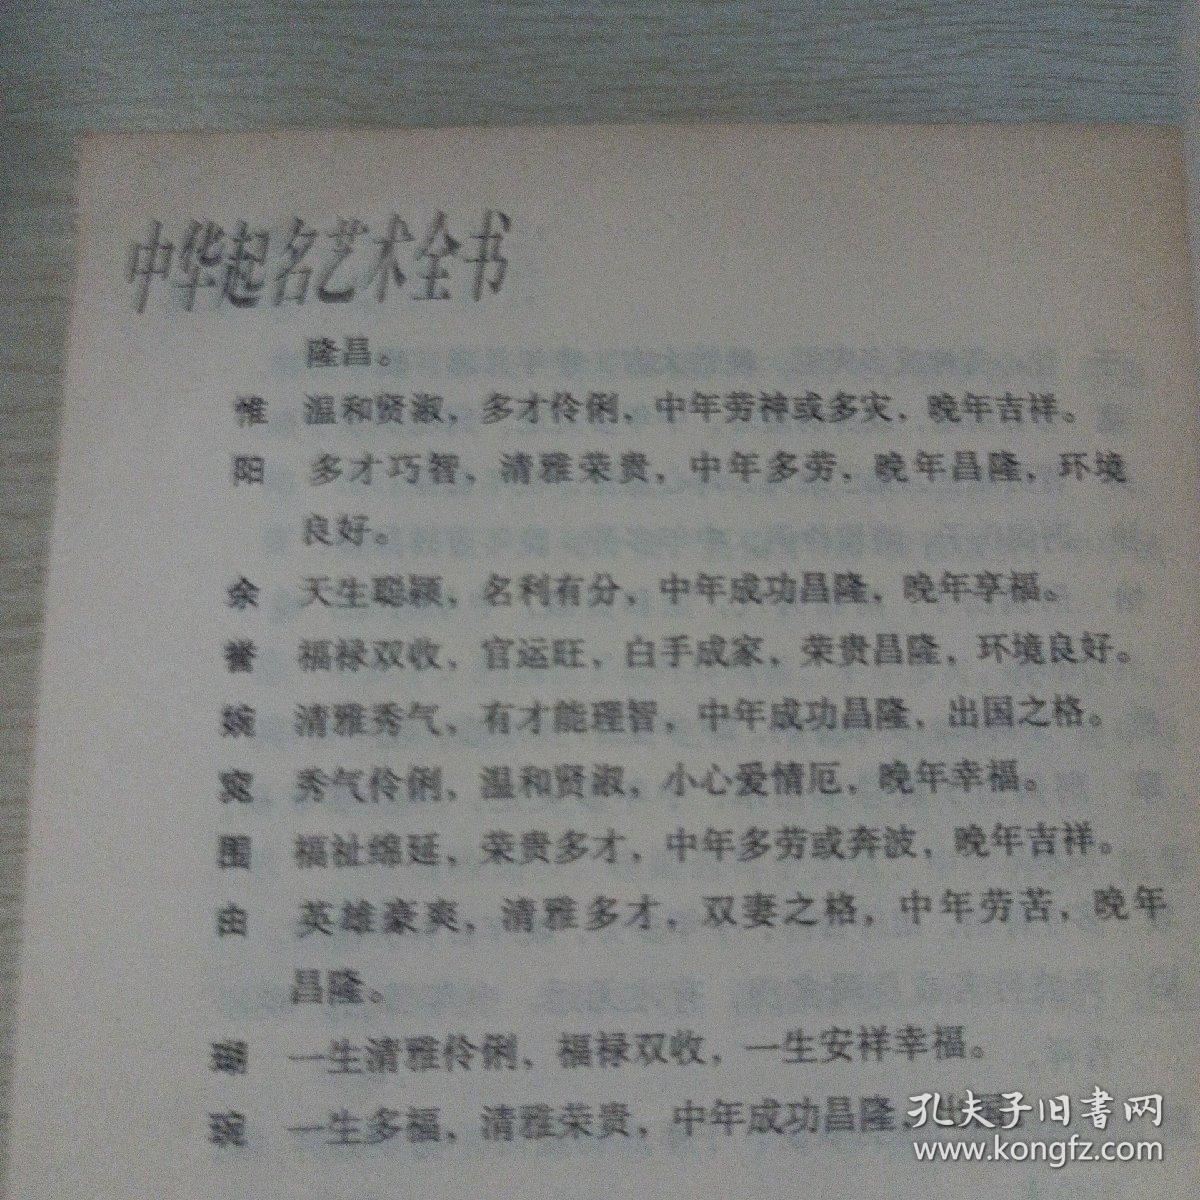 中华起名艺术全书
隆昌。
惟 温和贤淑，多才伶俐，中年劳神或多灾，晚年吉祥。
阳 多才巧智，清雅荣贵，中年多劳，晚年昌隆，环境
良好。
余 天生聪颖，名利有分，中年成功昌隆，晚年享福。
誉 福禄双收，官运旺，白手成家，荣贵昌隆，环境良好。
婉 清雅秀气，有才能理智，中年成功昌隆，出国之格。
宽 秀气伶俐，温和贤淑，小心爱情厄，晚年幸福。
围 福祉绵延，荣贵多才，中年多劳或奔波，晚年吉祥。
由 英雄豪爽，清雅多才，双妻之格，中年劳苦，晚年
昌隆。
一生清雅伶俐，福禄双收，一生安祥幸福。
琬 一生多福，清雅荣贵，中年成功昌隆，出
孔夫子旧書网
www.kongfz.com